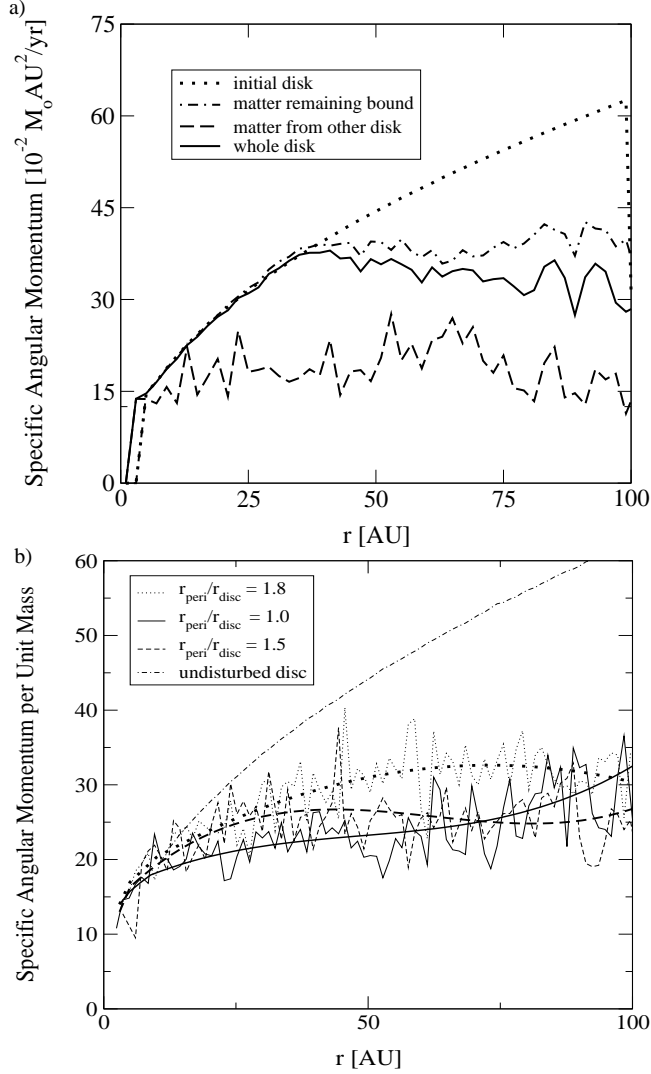 a)
Specific Angular Momentum [10⁻² MₒAU²/yr]
75
60
45
30
15
0
initial disk
matter remaining bound
matter from other disk
whole disk
0 25 50 75 100
r [AU]
b)
Specific Angular Momentum per Unit Mass
60
50
40
30
20
10
0
r_peri/r_disc = 1.8
r_peri/r_disc = 1.0
r_peri/r_disc = 1.5
undisturbed disc
0 25 50 75 100
r [AU]